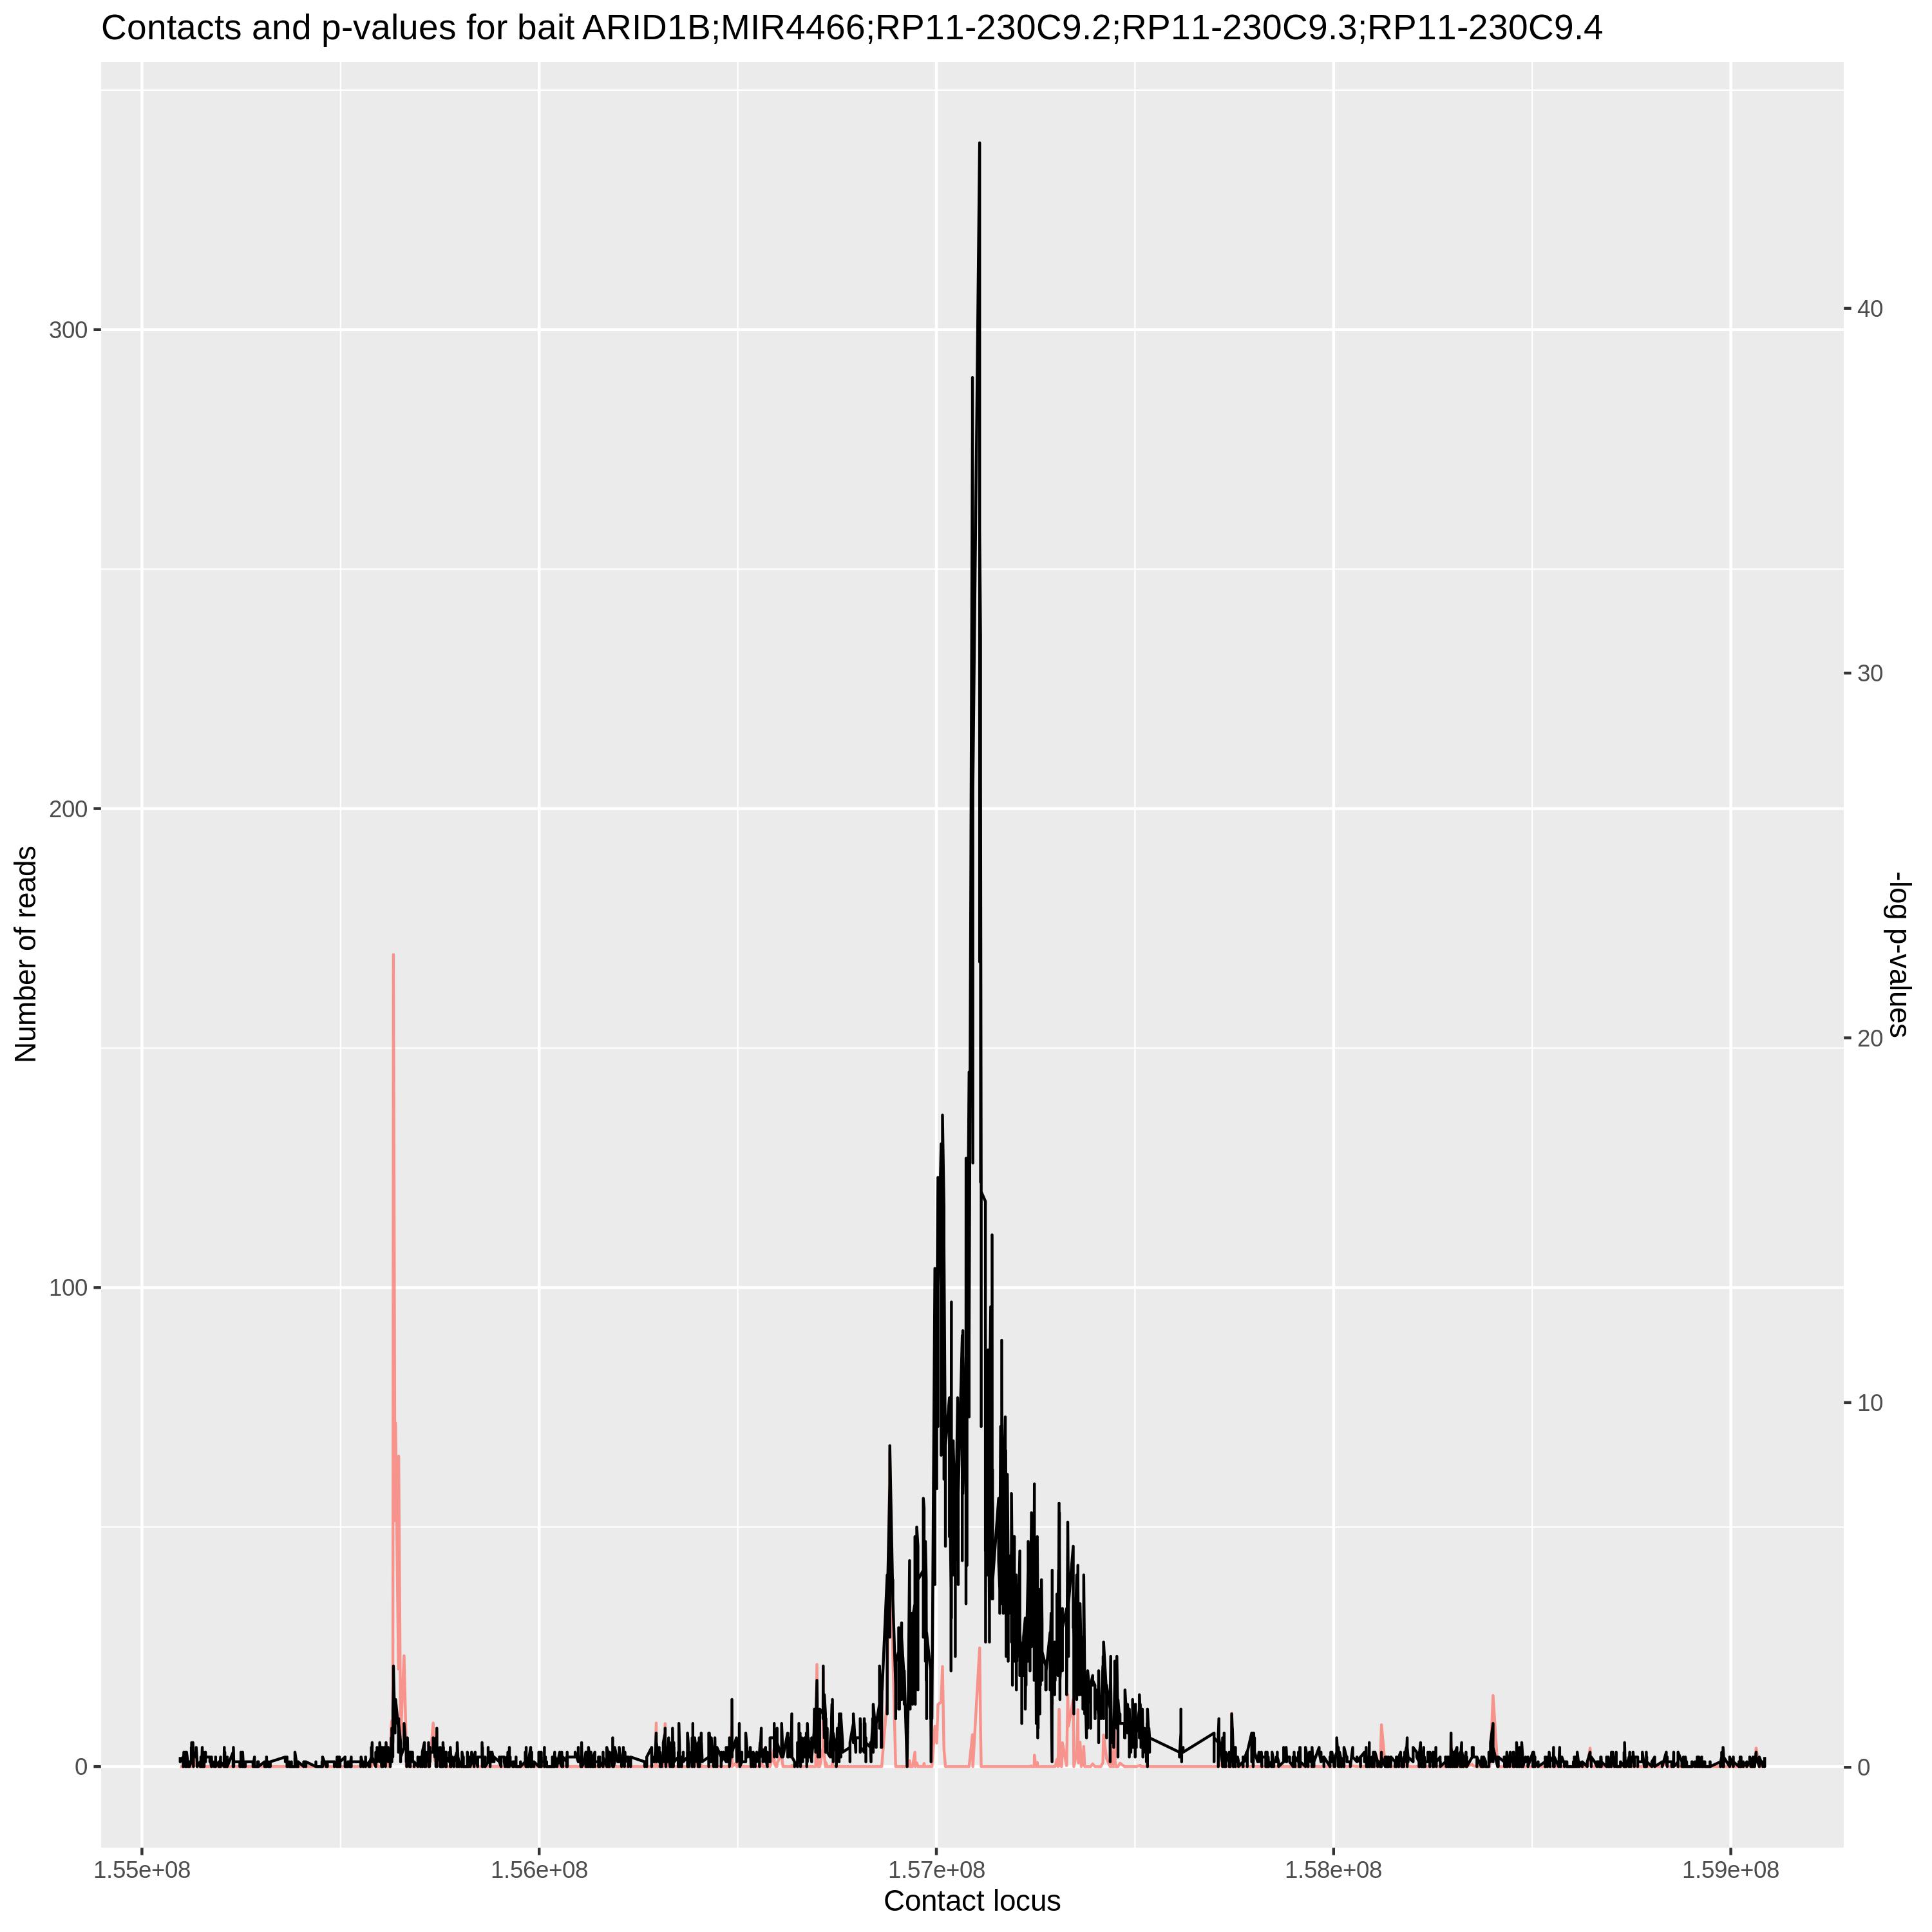 Contacts and p-values for bait ARID1B;MIR4466;RP11-230C9.2;RP11-230C9.3;RP11-230C9.4
300
200
100
0
Number of reads
40
30
20
10
0
-log p-values
1.55e+08
1.56e+08
1.57e+08
1.58e+08
1.59e+08
Contact locus